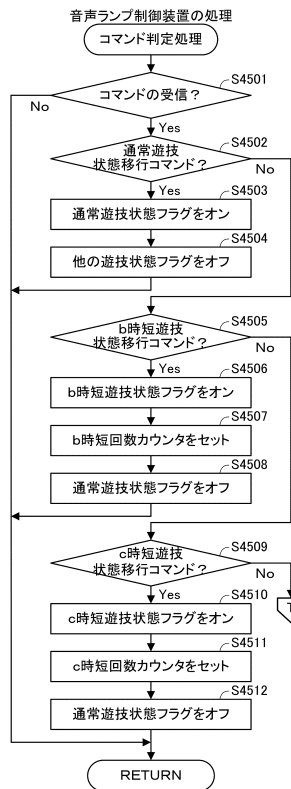 音声ランプ制御装置の処理
コマンド判定処理
S4501
コマンドの受信？
No
Yes
S4502
通常遊技
状態移行コマンド？
No
Yes
S4503
通常遊技状態フラグをオン
S4504
他の遊技状態フラグをオフ
S4505
b時短遊技
状態移行コマンド？
No
Yes
S4506
b時短遊技状態フラグをオン
S4507
b時短回数カウンタをセット
S4508
通常遊技状態フラグをオフ
S4509
c時短遊技
状態移行コマンド？
No
Yes
S4510
c時短遊技状態フラグをオン
S4511
c時短回数カウンタをセット
S4512
通常遊技状態フラグをオフ
RETURN